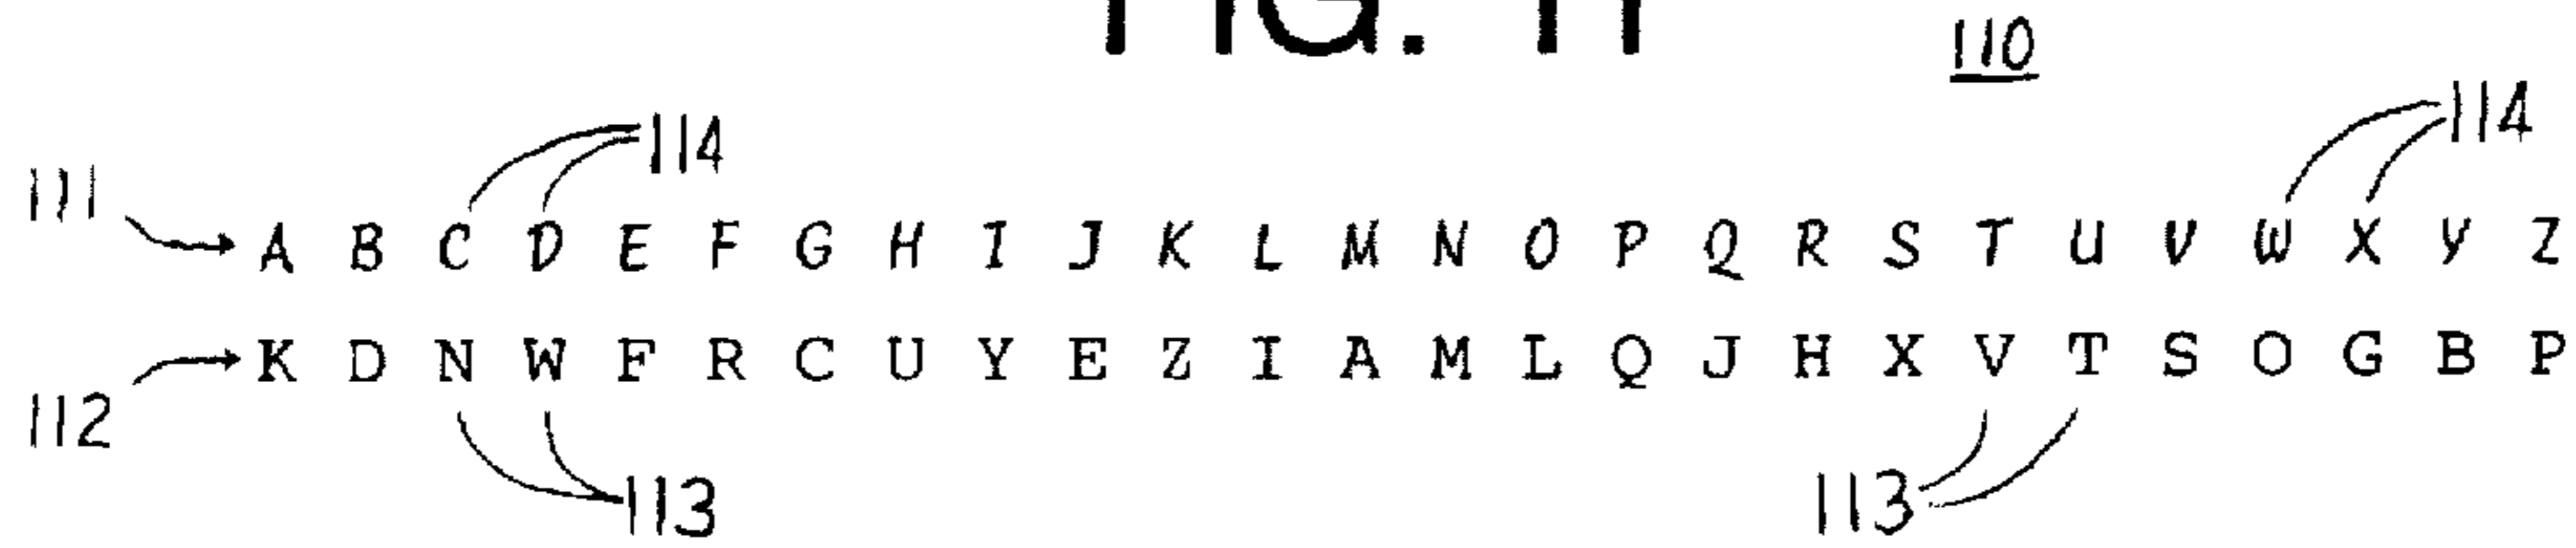 FIG. 11
110
114 114
111
A B C D E F G H I J K L M N O P Q R S T U V W X Y Z
K D N W F R C U Y E Z I A M L Q J H X V T S O G B P
112
113 113